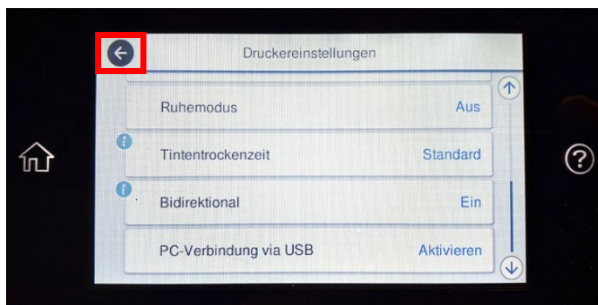 Druckereinstellungen
Ruhemodus Aus
Tintentrockenzeit Standard
Bidirektional Ein
PC-Verbindung via USB Aktivieren